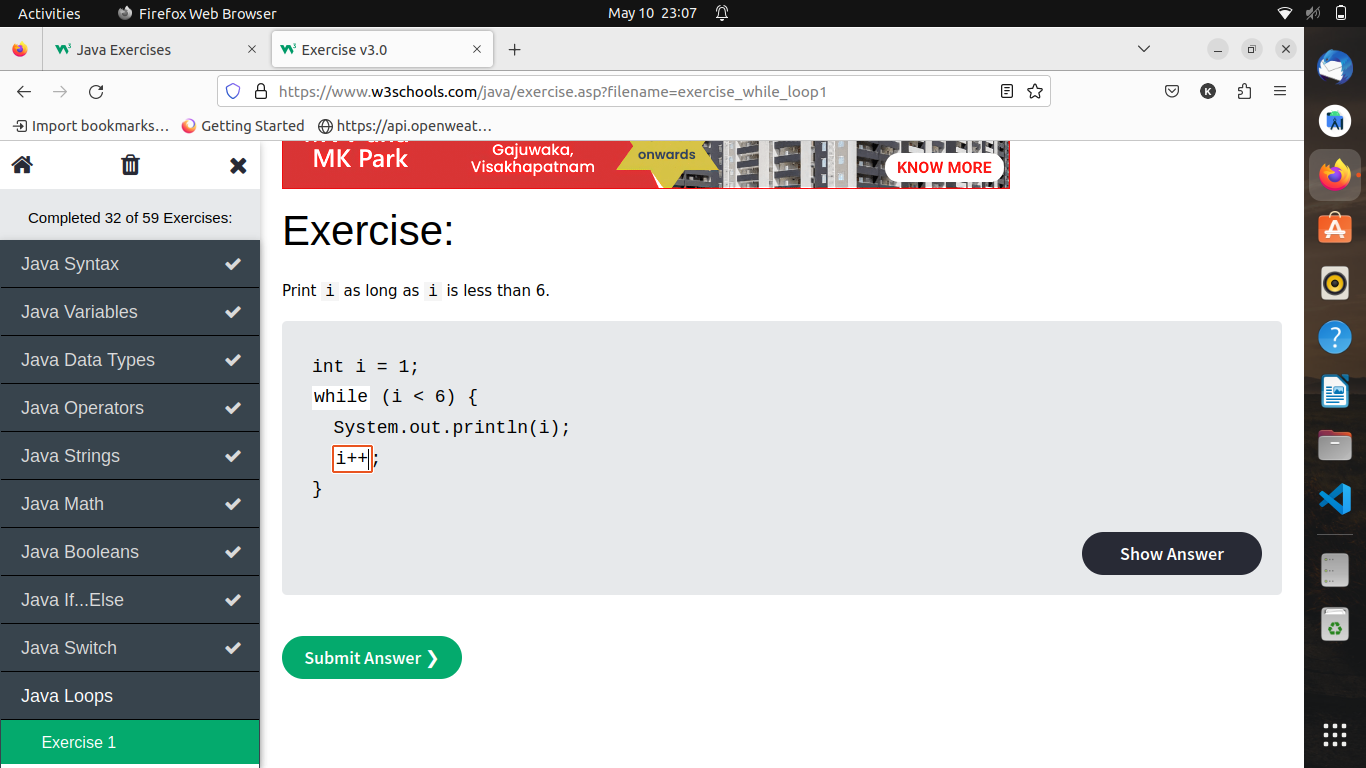 Activities
Firefox Web Browser
May 10 23:07
Java Exercises
Exercise v3.0
https://www.w3schools.com/java/exercise.asp?filename=exercise_while_loop1
K
Import bookmarks…
Getting Started
https://api.openweat…
MK Park
Gajuwaka,
Visakhapatnam
onwards
KNOW MORE
Completed 32 of 59 Exercises:
Java Syntax
Java Variables
Java Data Types
Java Operators
Java Strings
Java Math
Java Booleans
Java If...Else
Java Switch
Java Loops
Exercise 1
Exercise:
Print i as long as i is less than 6.
int i = 1;
while (i < 6) {
System.out.println(i);
i++;
}
Show Answer
Submit Answer ❯